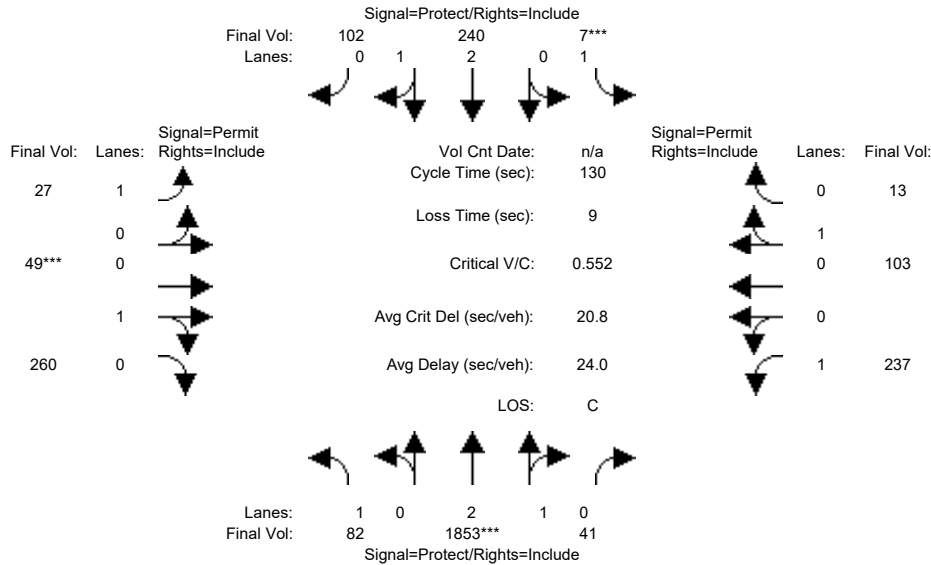 Signal=Protect/Rights=Include
Final Vol: 102 240 7***
Lanes: 0 1 2 0 1
Signal=Permit Signal=Permit
Final Vol: Lanes: Rights=Include Vol Cnt Date: n/a Rights=Include Lanes: Final Vol:
Cycle Time (sec): 130
27 1 0 13
Loss Time (sec): 9
0 1
49*** 0 Critical V/C: 0.552 0 103
1 Avg Crit Del (sec/veh): 20.8 0
260 0 Avg Delay (sec/veh): 24.0 1 237
LOS: C
Lanes: 1 0 2 1 0
Final Vol: 82 1853*** 41
Signal=Protect/Rights=Include